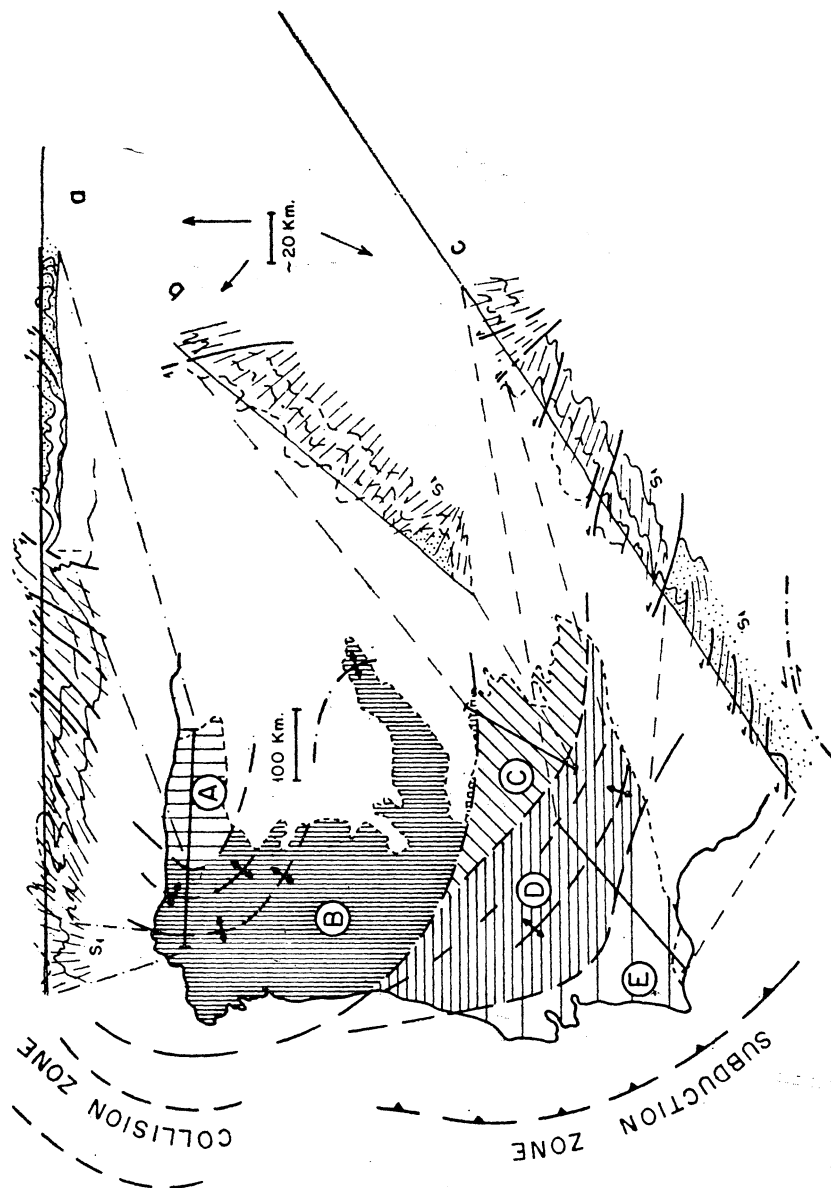 a
~20 Km.
b
c
S₁
S₁
S₁
S₁
100 Km.
A
B
C
D
E
COLLISION ZONE
SUBDUCTION ZONE